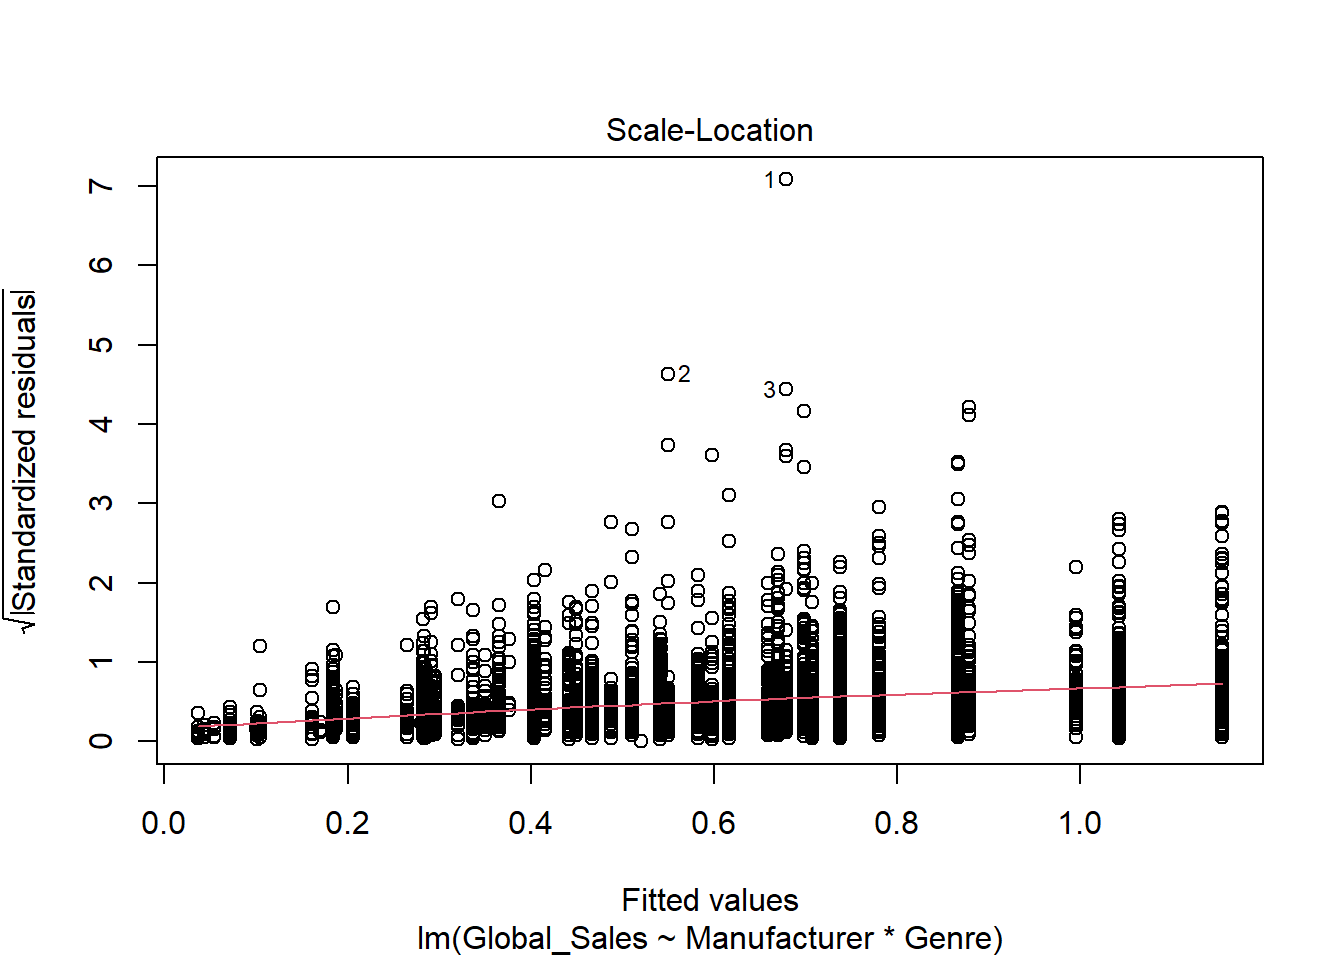 Scale-Location
√|Standardized residuals|
7
6
5
4
3
2
1
0
1
2
3
0.0 0.2 0.4 0.6 0.8 1.0
Fitted values
lm(Global_Sales ~ Manufacturer * Genre)